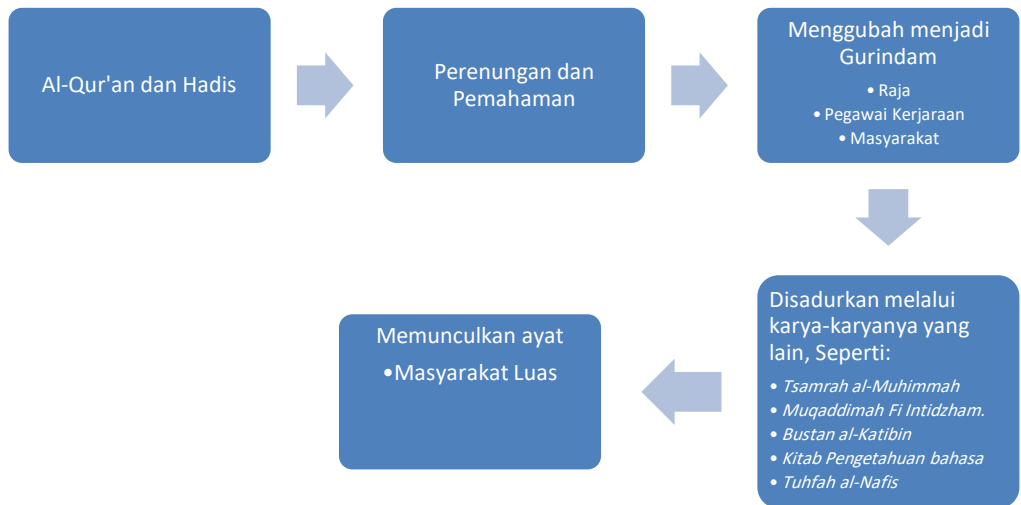 Al-Qur'an dan Hadis
Perenungan dan
Pemahaman
Menggubah menjadi
Gurindam
• Raja
• Pegawai Kerjaraan
• Masyarakat
Disadurkan melalui
karya-karyanya yang
lain, Seperti:
• Tsamrah al-Muhimmah
• Muqaddimah Fi Intidzham.
• Bustan al-Katibin
• Kitab Pengetahuan bahasa
• Tuhfah al-Nafis
Memunculkan ayat
•Masyarakat Luas